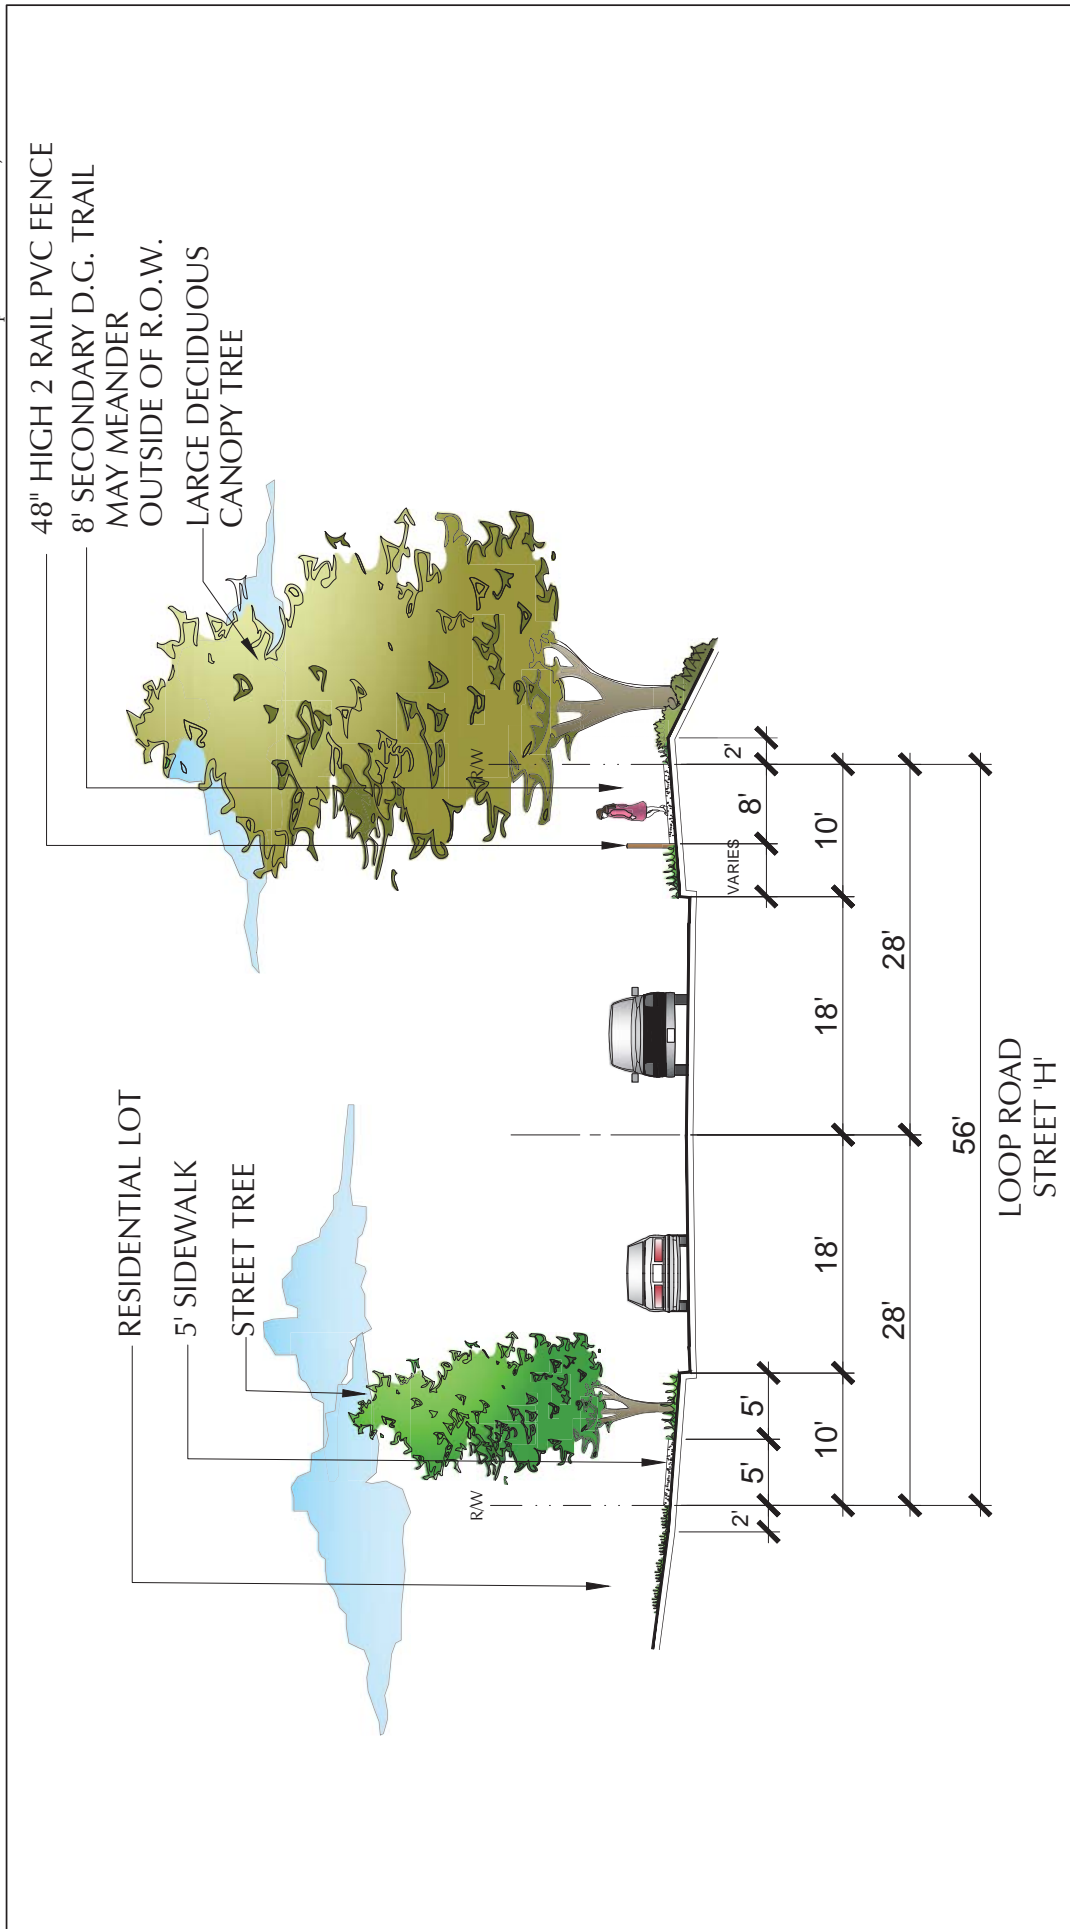 48" HIGH 2 RAIL PVC FENCE
8' SECONDARY D.G. TRAIL
MAY MEANDER
OUTSIDE OF R.O.W.
LARGE DECIDUOUS
CANOPY TREE
RESIDENTIAL LOT
5' SIDEWALK
STREET TREE
R/W
R/W
2'
5'
5'
VARIES
8'
2'
10'
18'
18'
10'
28'
28'
56'
LOOP ROAD
STREET 'H'